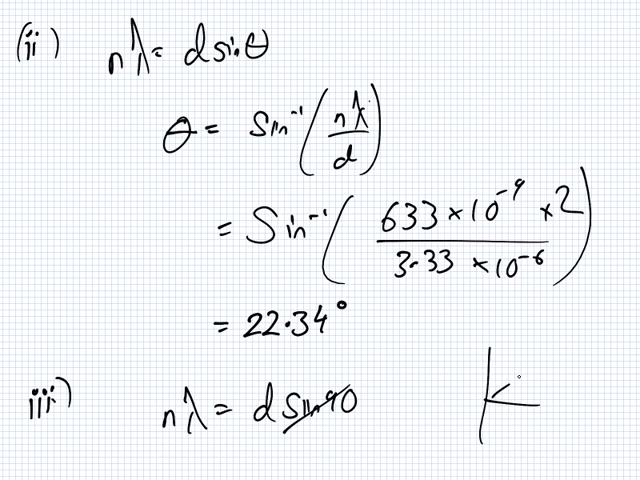 (ii) nλ = d sinθ
θ = Sin⁻¹(nλ/d)
= Sin⁻¹(633 × 10⁻⁹ × 2 / 3.33 × 10⁻⁶)
= 22.34°
iii) nλ = d sin90